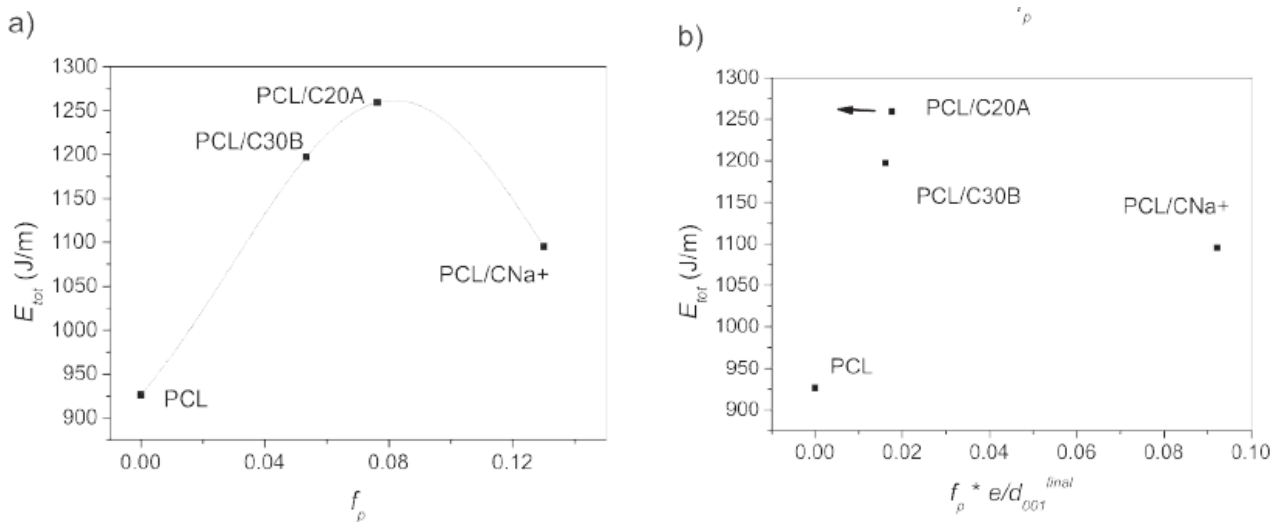 a)
1300
1250
1200
1150
1100
1050
1000
950
900
E_tot (J/m)
PCL/C20A
PCL/C30B
PCL/CNa+
PCL
0.00 0.04 0.08 0.12
f_p
b)
1300
1250
1200
1150
1100
1050
1000
950
900
E_tot (J/m)
PCL/C20A
PCL/C30B
PCL/CNa+
PCL
0.00 0.02 0.04 0.06 0.08 0.10
f_p * e/d_001^final